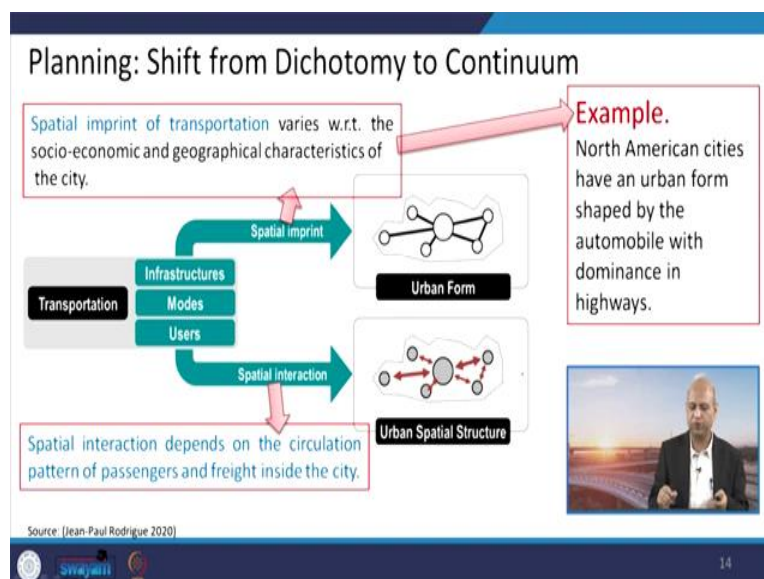 Planning: Shift from Dichotomy to Continuum
Spatial imprint of transportation varies w.r.t. the
socio-economic and geographical characteristics of
the city.
Example.
North American cities
have an urban form
shaped by the
automobile with
dominance in
highways.
Spatial imprint
Urban Form
Transportation
Infrastructures
Modes
Users
Spatial interaction
Urban Spatial Structure
Spatial interaction depends on the circulation
pattern of passengers and freight inside the city.
Source: (Jean-Paul Rodrigue 2020)
swayam
14